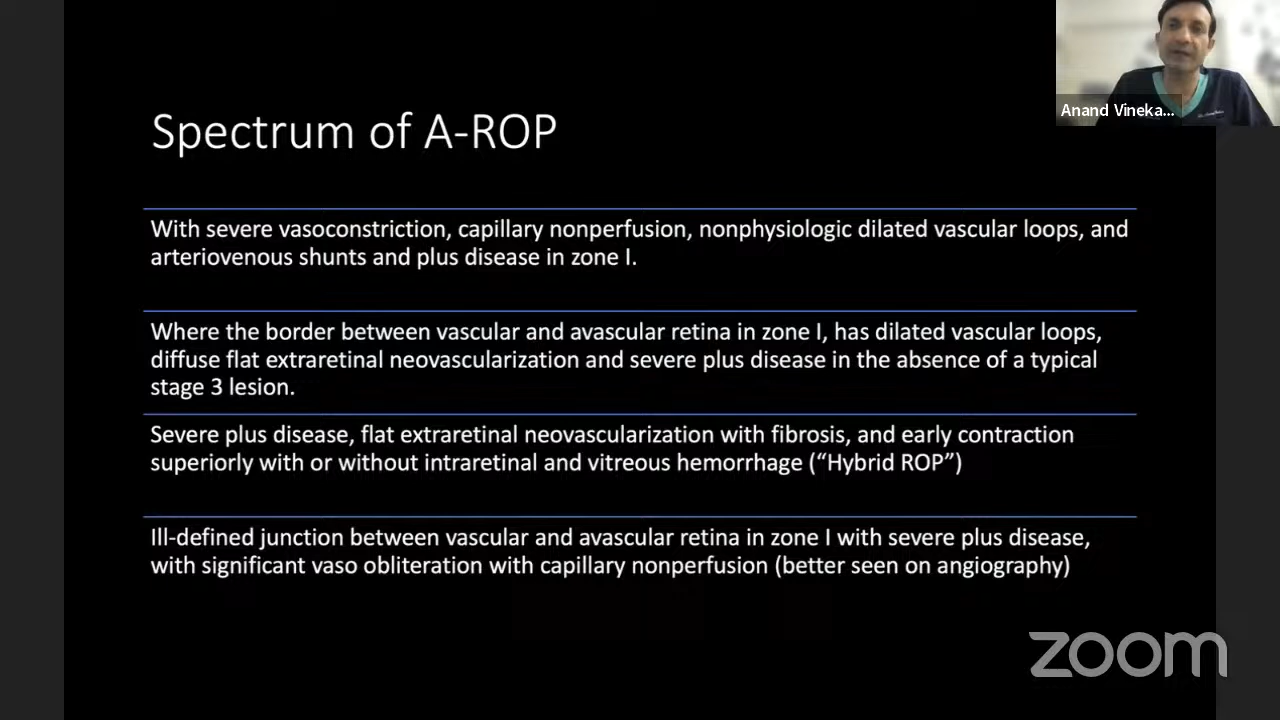 Anand Vineka...
Spectrum of A-ROP
With severe vasoconstriction, capillary nonperfusion, nonphysiologic dilated vascular loops, and
arteriovenous shunts and plus disease in zone I.
Where the border between vascular and avascular retina in zone I, has dilated vascular loops,
diffuse flat extraretinal neovascularization and severe plus disease in the absence of a typical
stage 3 lesion.
Severe plus disease, flat extraretinal neovascularization with fibrosis, and early contraction
superiorly with or without intraretinal and vitreous hemorrhage (“Hybrid ROP”)
Ill-defined junction between vascular and avascular retina in zone I with severe plus disease,
with significant vaso obliteration with capillary nonperfusion (better seen on angiography)
zoom